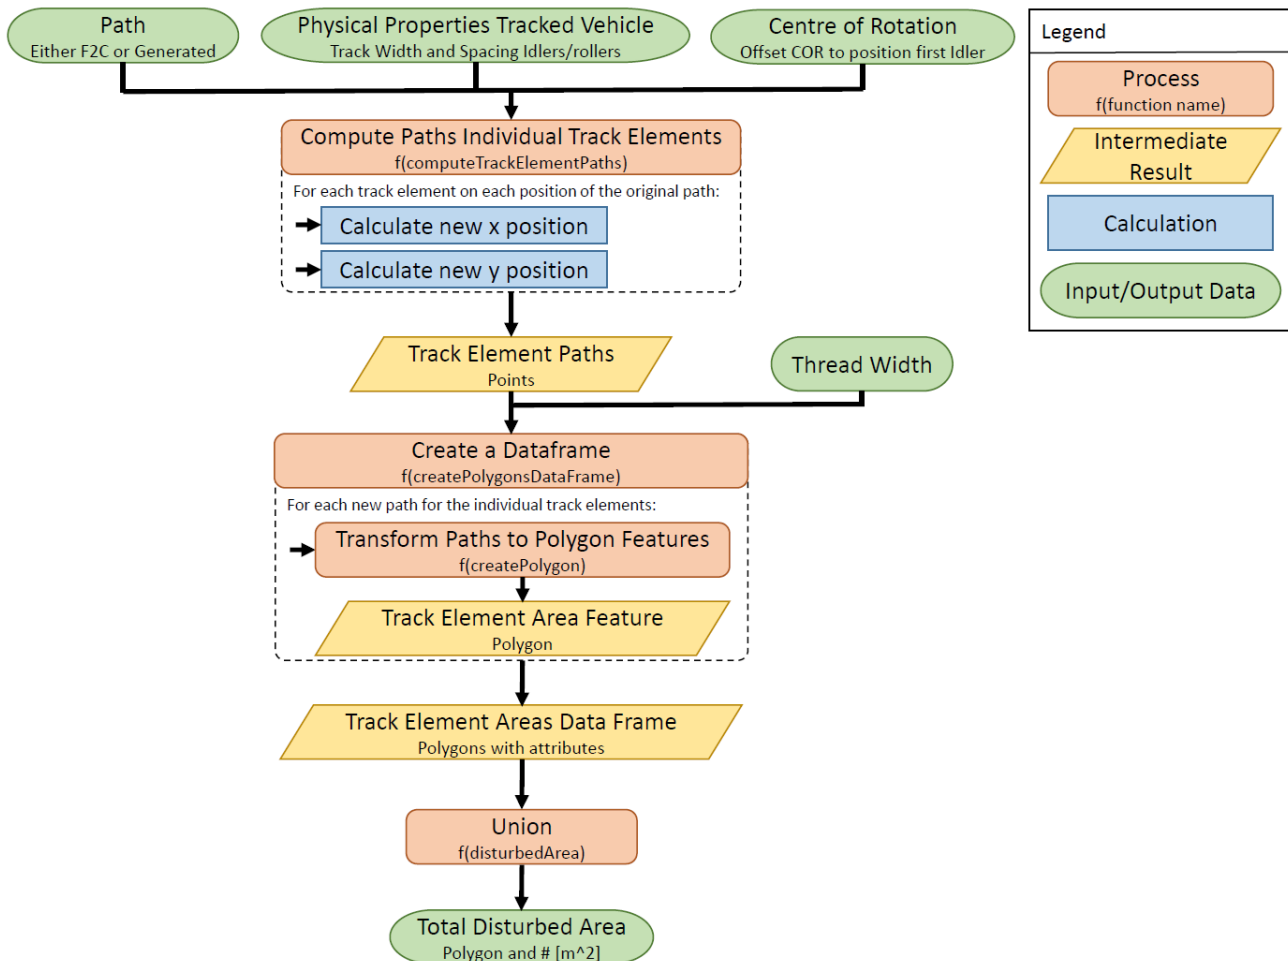 Path
Either F2C or Generated
Physical Properties Tracked Vehicle
Track Width and Spacing Idlers/rollers
Centre of Rotation
Offset COR to position first Idler
Legend
Process
f(function name)
Intermediate
Result
Calculation
Input/Output Data
Compute Paths Individual Track Elements
f(computeTrackElementPaths)
For each track element on each position of the original path:
Calculate new x position
Calculate new y position
Track Element Paths
Points
Thread Width
Create a Dataframe
f(createPolygonsDataFrame)
For each new path for the individual track elements:
Transform Paths to Polygon Features
f(createPolygon)
Track Element Area Feature
Polygon
Track Element Areas Data Frame
Polygons with attributes
Union
f(disturbedArea)
Total Disturbed Area
Polygon and # [m^2]